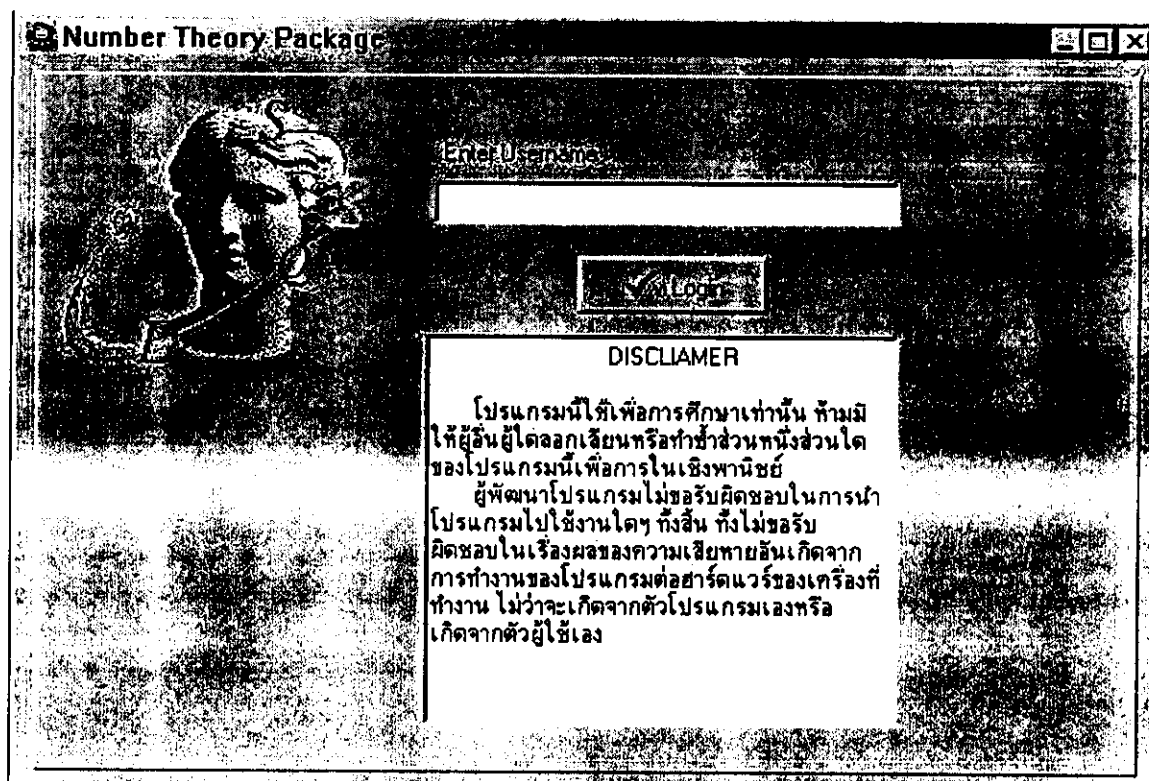 Number Theory Package
Enter Username
Login
DISCLIAMER
โปรแกรมนี้ใช้เพื่อการศึกษาเท่านั้น ห้ามมิ
ให้ผู้อื่นผู้ใดลอกเลียนหรือทำซ้ำส่วนหนึ่งส่วนใด
ของโปรแกรมนี้เพื่อการในเชิงพานิชย์
ผู้พัฒนาโปรแกรมไม่ขอรับผิดชอบในการนำ
โปรแกรมไปใช้งานใดๆ ทั้งสิ้น ทั้งไม่ขอรับ
ผิดชอบในเรื่องผลของความเสียหายอันเกิดจาก
การทำงานของโปรแกรมต่อฮาร์ดแวร์ของเครื่องที่
ทำงาน ไม่ว่าจะเกิดจากตัวโปรแกรมเองหรือ
เกิดจากตัวผู้ใช้เอง